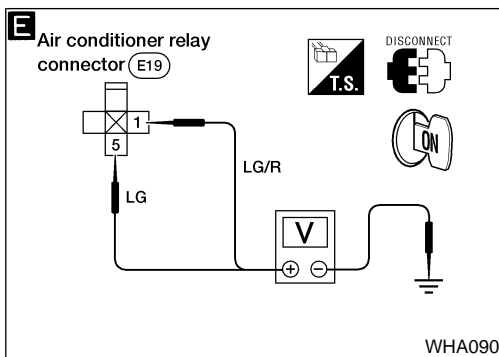 E
Air conditioner relay
connector E19
T.S.
DISCONNECT
ON
1
5
LG/R
LG
V
+ −
WHA090